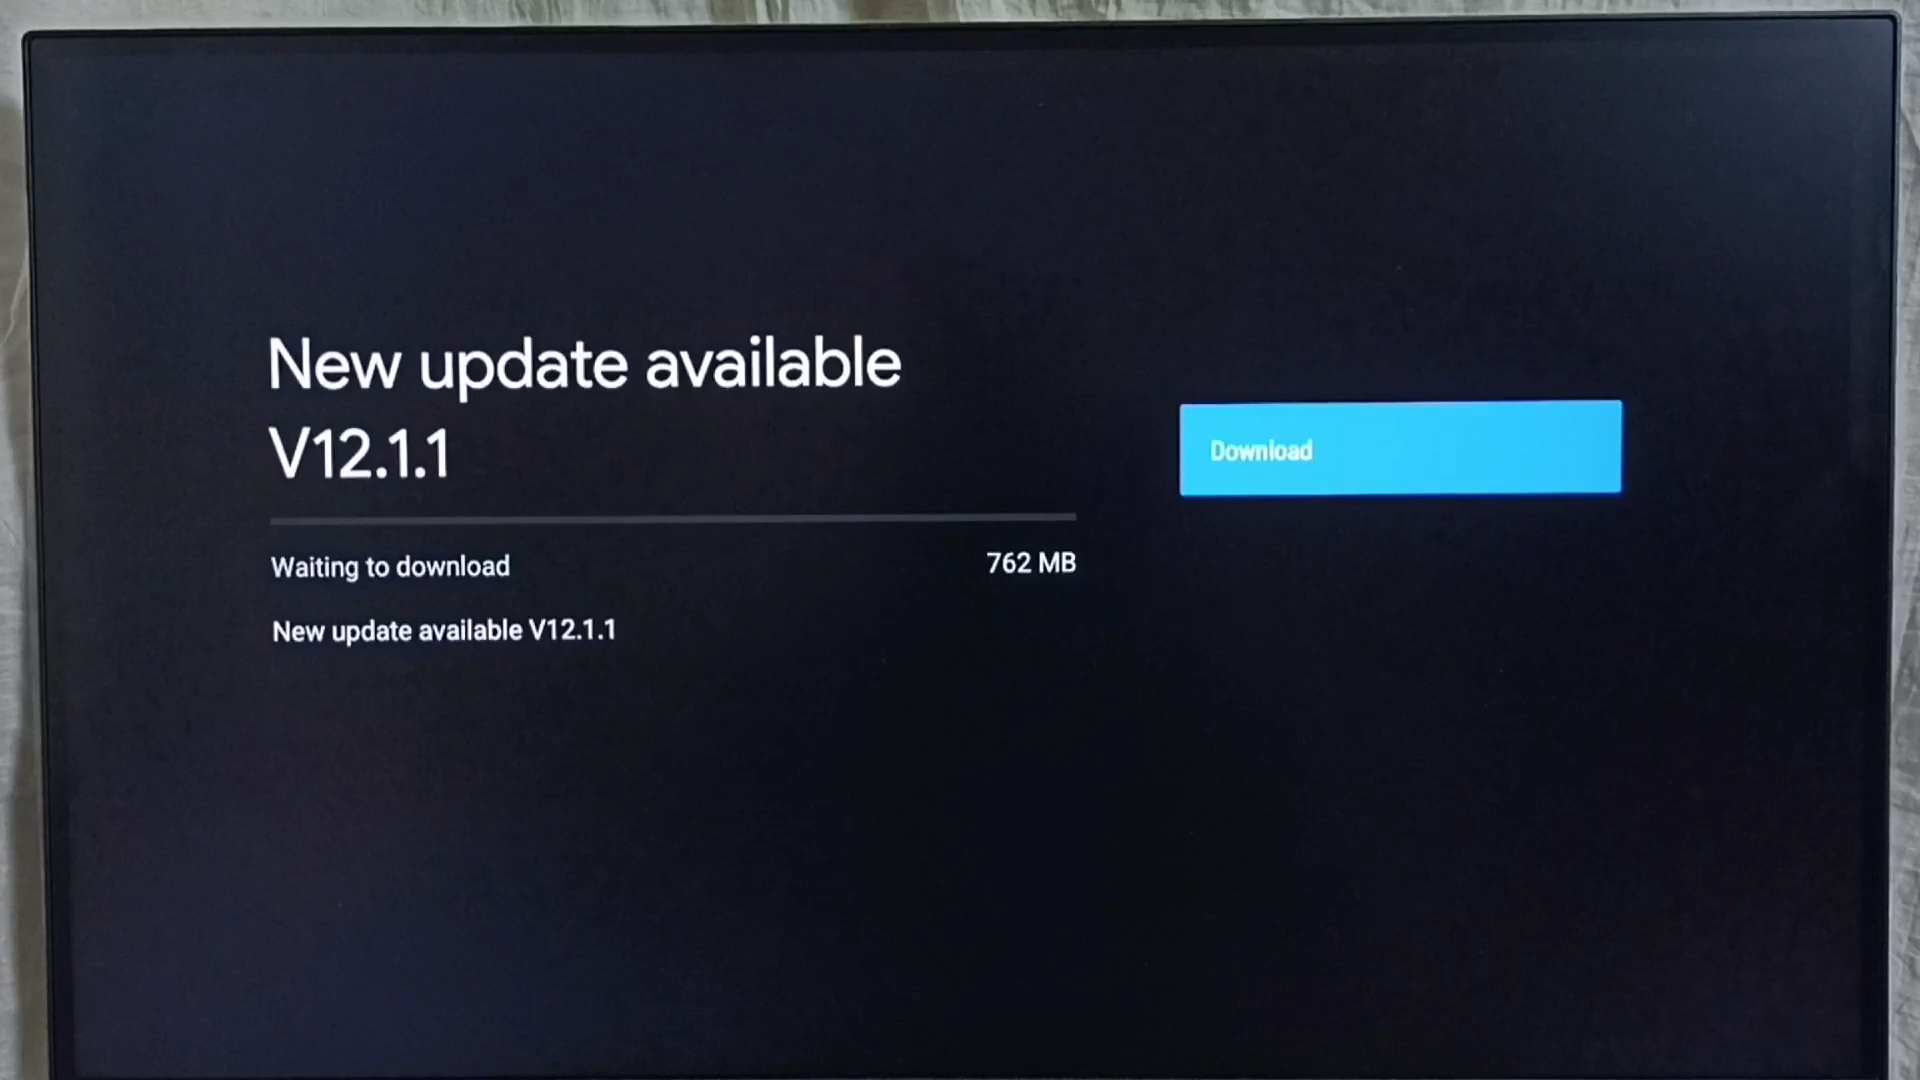 New update available
V12.1.1
Download
Waiting to download 762 MB
New update available V12.1.1